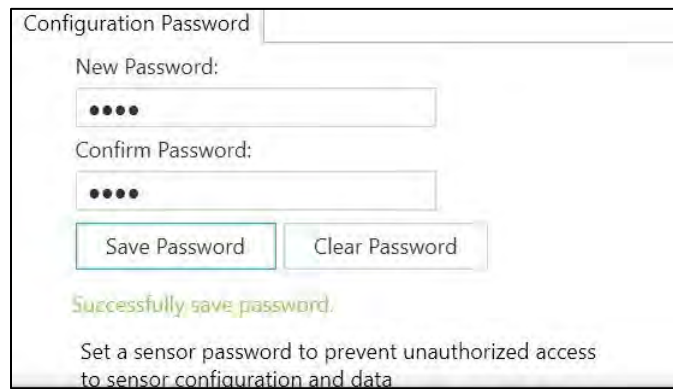 Configuration Password
New Password:
••••
Confirm Password:
••••
Save Password Clear Password
Successfully save password.
Set a sensor password to prevent unauthorized access
to sensor configuration and data